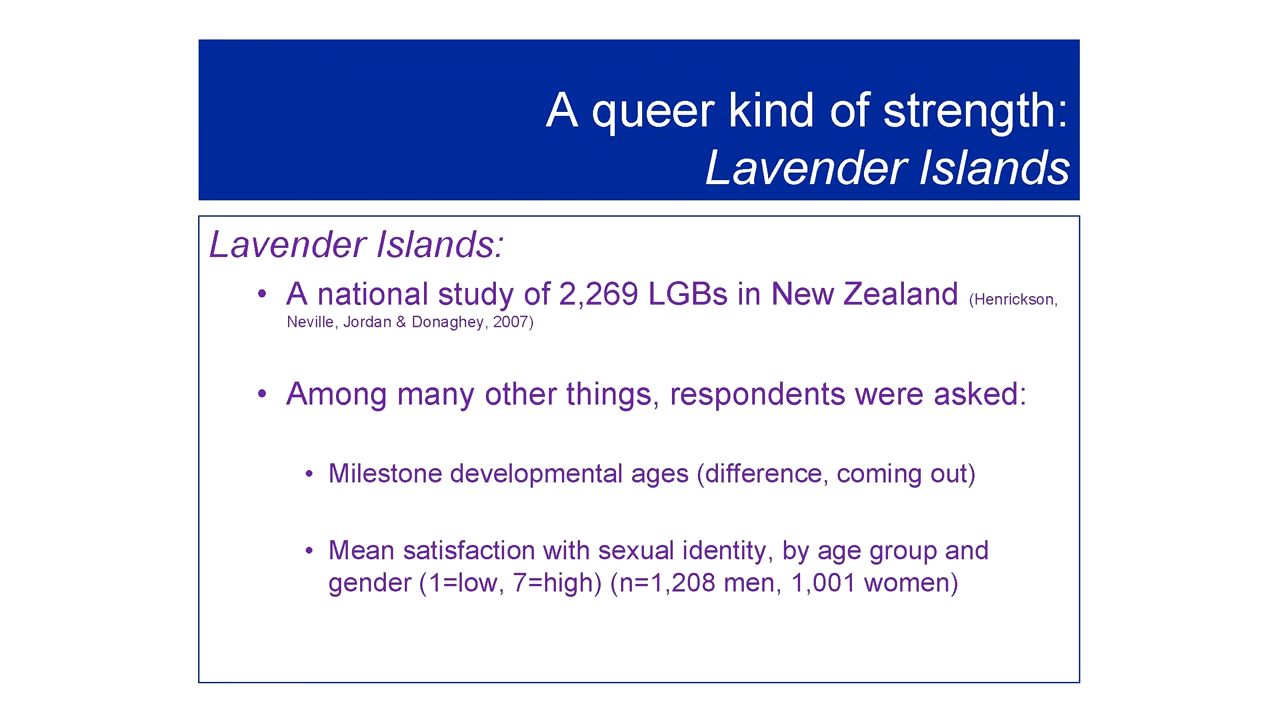 A queer kind of strength:
Lavender Islands
Lavender Islands:
• A national study of 2,269 LGBs in New Zealand (Henrickson,
Neville, Jordan & Donaghey, 2007)
• Among many other things, respondents were asked:
• Milestone developmental ages (difference, coming out)
• Mean satisfaction with sexual identity, by age group and
gender (1=low, 7=high) (n=1,208 men, 1,001 women)